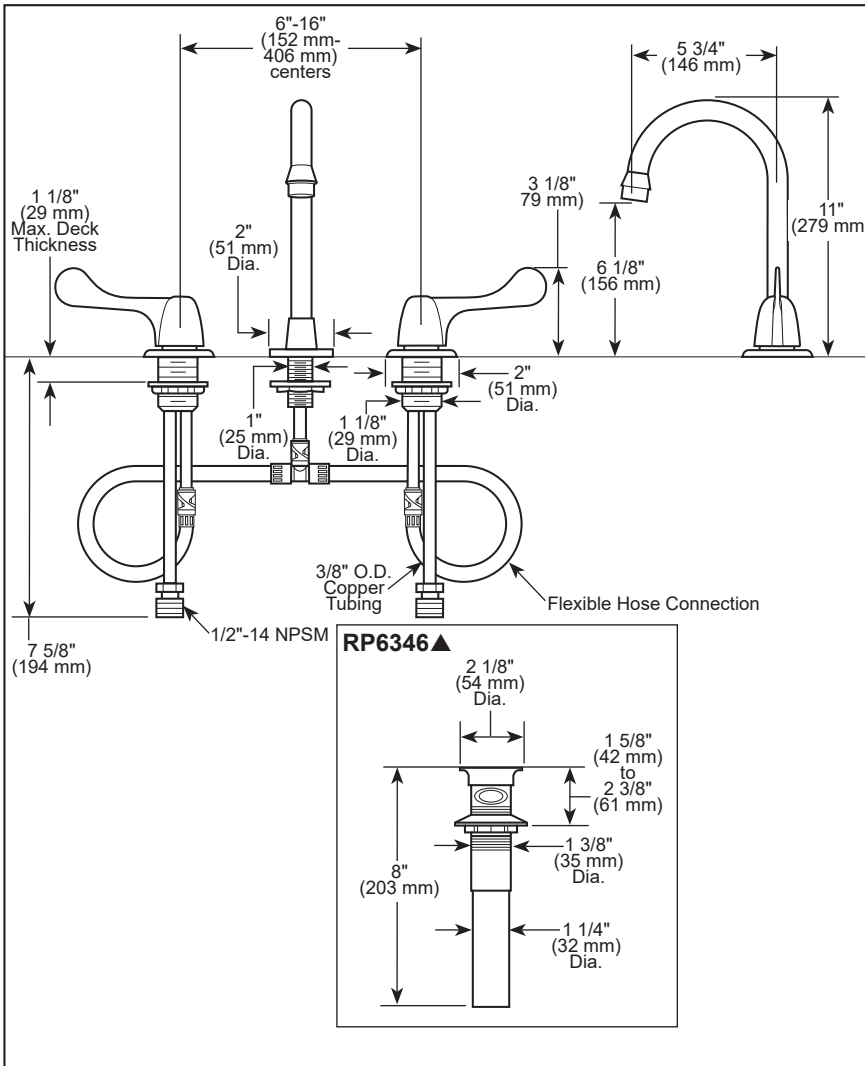 6"-16"
(152 mm-
406 mm)
centers
5 3/4"
(146 mm)
1 1/8"
(29 mm)
Max. Deck
Thickness
2"
(51 mm)
Dia.
3 1/8"
79 mm)
11"
(279 mm
6 1/8"
(156 mm)
1"
(25 mm)
Dia.
1 1/8"
(29 mm)
Dia.
2"
(51 mm)
Dia.
3/8" O.D.
Copper
Tubing
Flexible Hose Connection
1/2"-14 NPSM
7 5/8"
(194 mm)
RP6346▲
2 1/8"
(54 mm)
Dia.
1 5/8"
(42 mm)
to
2 3/8"
(61 mm)
8"
(203 mm)
1 3/8"
(35 mm)
Dia.
1 1/4"
(32 mm)
Dia.